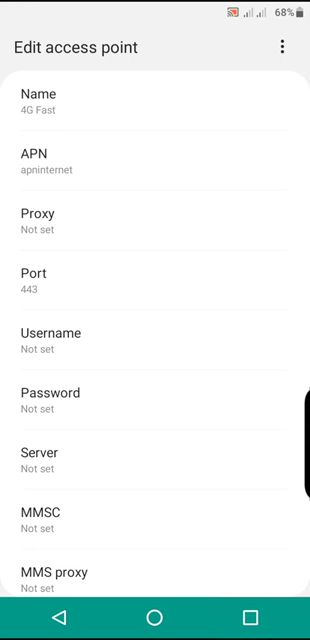 68%
Edit access point
Name
4G Fast
APN
apninternet
Proxy
Not set
Port
443
Username
Not set
Password
Not set
Server
Not set
MMSC
Not set
MMS proxy
Not set